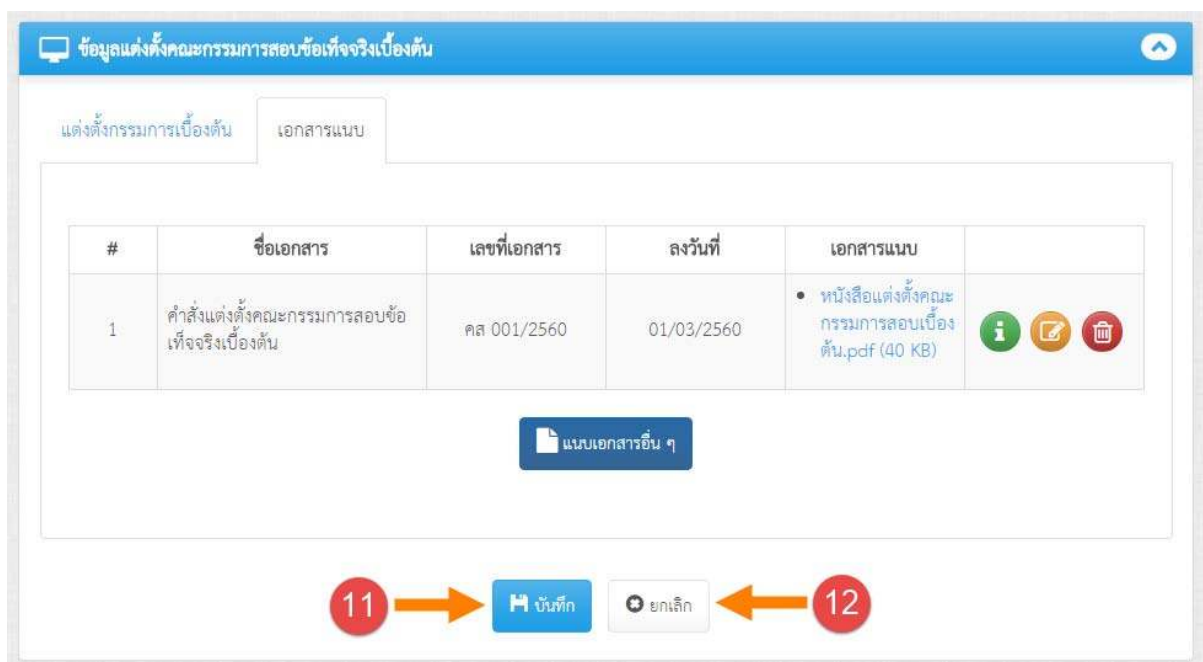 ข้อมูลแต่งตั้งคณะกรรมการสอบข้อเท็จจริงเบื้องต้น
แต่งตั้งกรรมการเบื้องต้น เอกสารแนบ
# ชื่อเอกสาร เลขที่เอกสาร ลงวันที่ เอกสารแนบ
1 คำสั่งแต่งตั้งคณะกรรมการสอบข้อ
เท็จจริงเบื้องต้น คส 001/2560 01/03/2560 • หนังสือแต่งตั้งคณะ
กรรมการสอบเบื้อง
ต้น.pdf (40 KB)
แนบเอกสารอื่น ๆ
11 บันทึก ยกเลิก 12